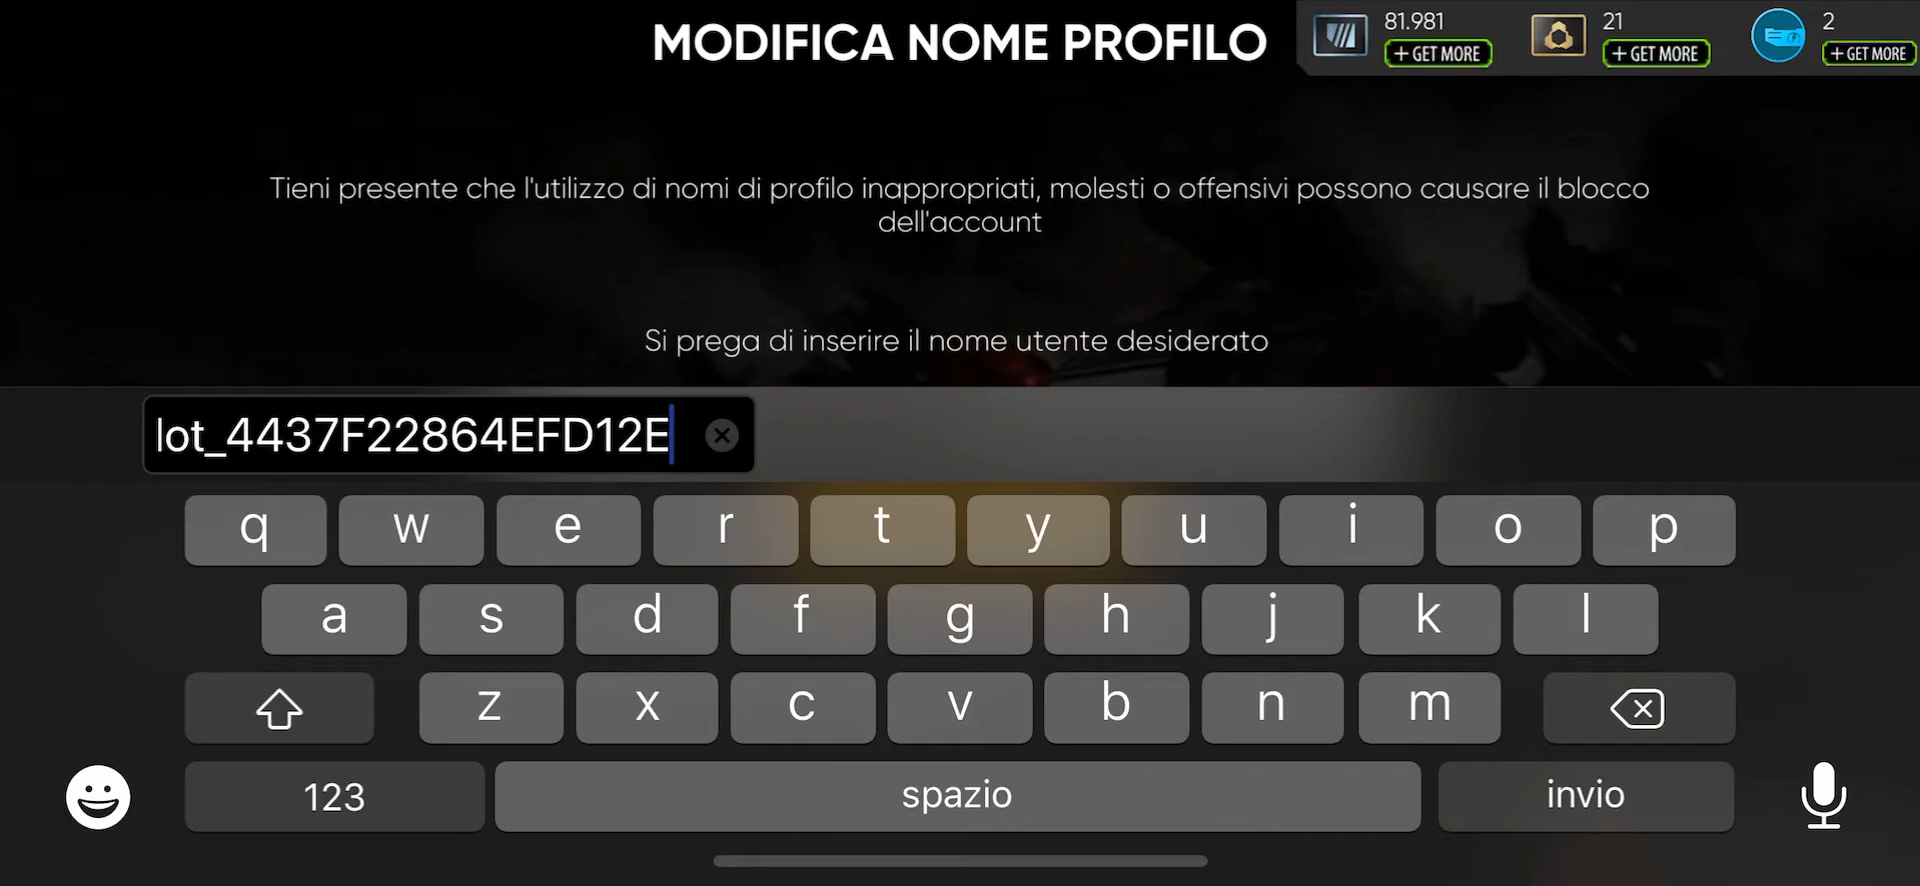 MODIFICA NOME PROFILO
81.981
+ GET MORE
21
+ GET MORE
2
+ GET MORE
Tieni presente che l'utilizzo di nomi di profilo inappropriati, molesti o offensivi possono causare il blocco
dell'account
Si prega di inserire il nome utente desiderato
lot_4437F22864EFD12E
q w e r t y u i o p
a s d f g h j k l
z x c v b n m
123 spazio invio